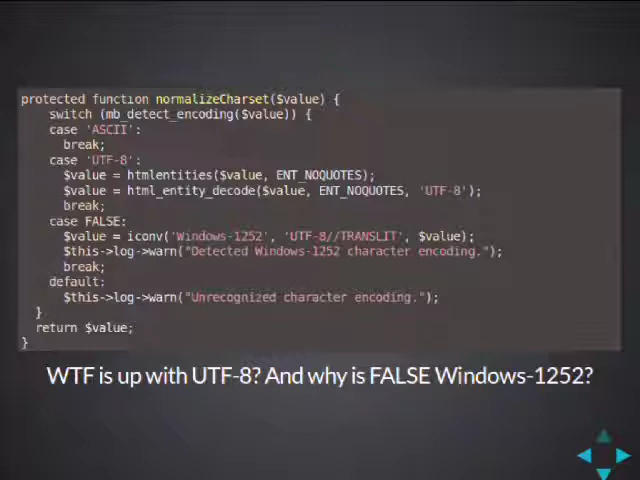 protected function normalizeCharset($value) {
    switch (mb_detect_encoding($value)) {
    case 'ASCII':
      break;
    case 'UTF-8':
      $value = htmlentities($value, ENT_NOQUOTES);
      $value = html_entity_decode($value, ENT_NOQUOTES, 'UTF-8');
      break;
    case FALSE:
      $value = iconv('Windows-1252', 'UTF-8//TRANSLIT', $value);
      $this->log->warn("Detected Windows-1252 character encoding.");
      break;
    default:
      $this->log->warn("Unrecognized character encoding.");
  }
  return $value;
}
WTF is up with UTF-8? And why is FALSE Windows-1252?